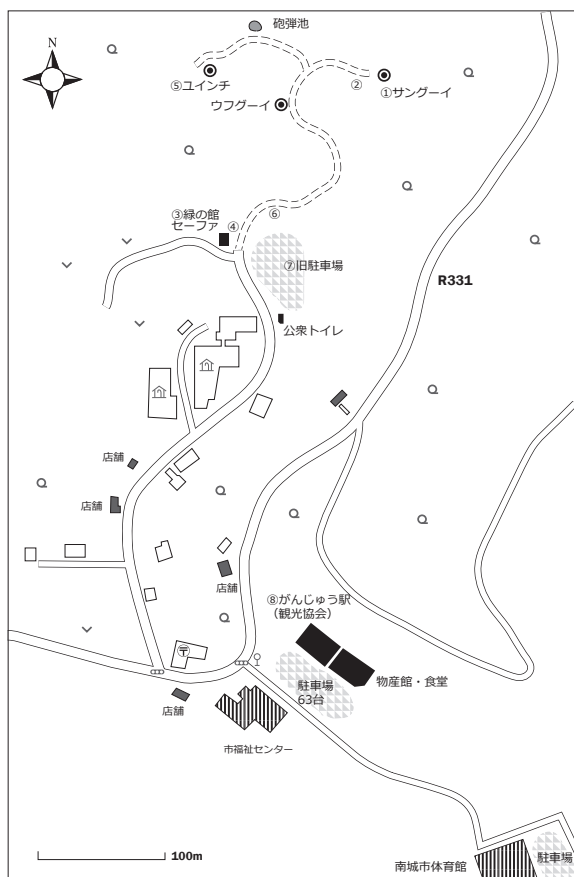 砲弾池
N
⑤ユインチ
②
①サングーイ
ウフグーイ
③緑の館
セーファ
④
⑥
⑦旧駐車場
R331
公衆トイレ
店舗
店舗
店舗
⑧がんじゅう駅
(観光協会)
〒
駐車場
63台
物産館・食堂
店舗
市福祉センター
100m
南城市体育館
駐車場